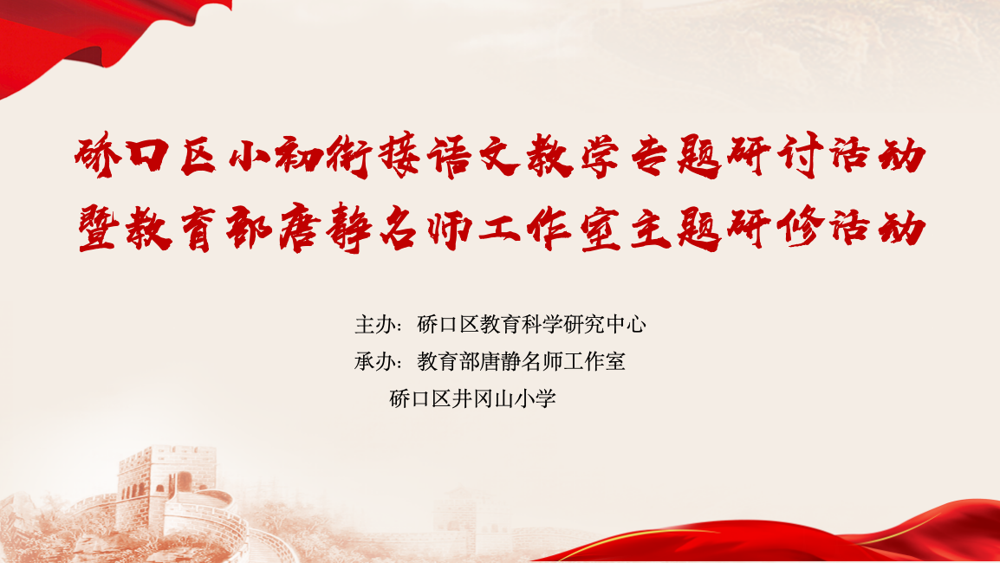 硚口区小初衔接语文教学专题研讨活动
暨教育部唐静名师工作室主题研修活动
主办：硚口区教育科学研究中心
承办：教育部唐静名师工作室
硚口区井冈山小学